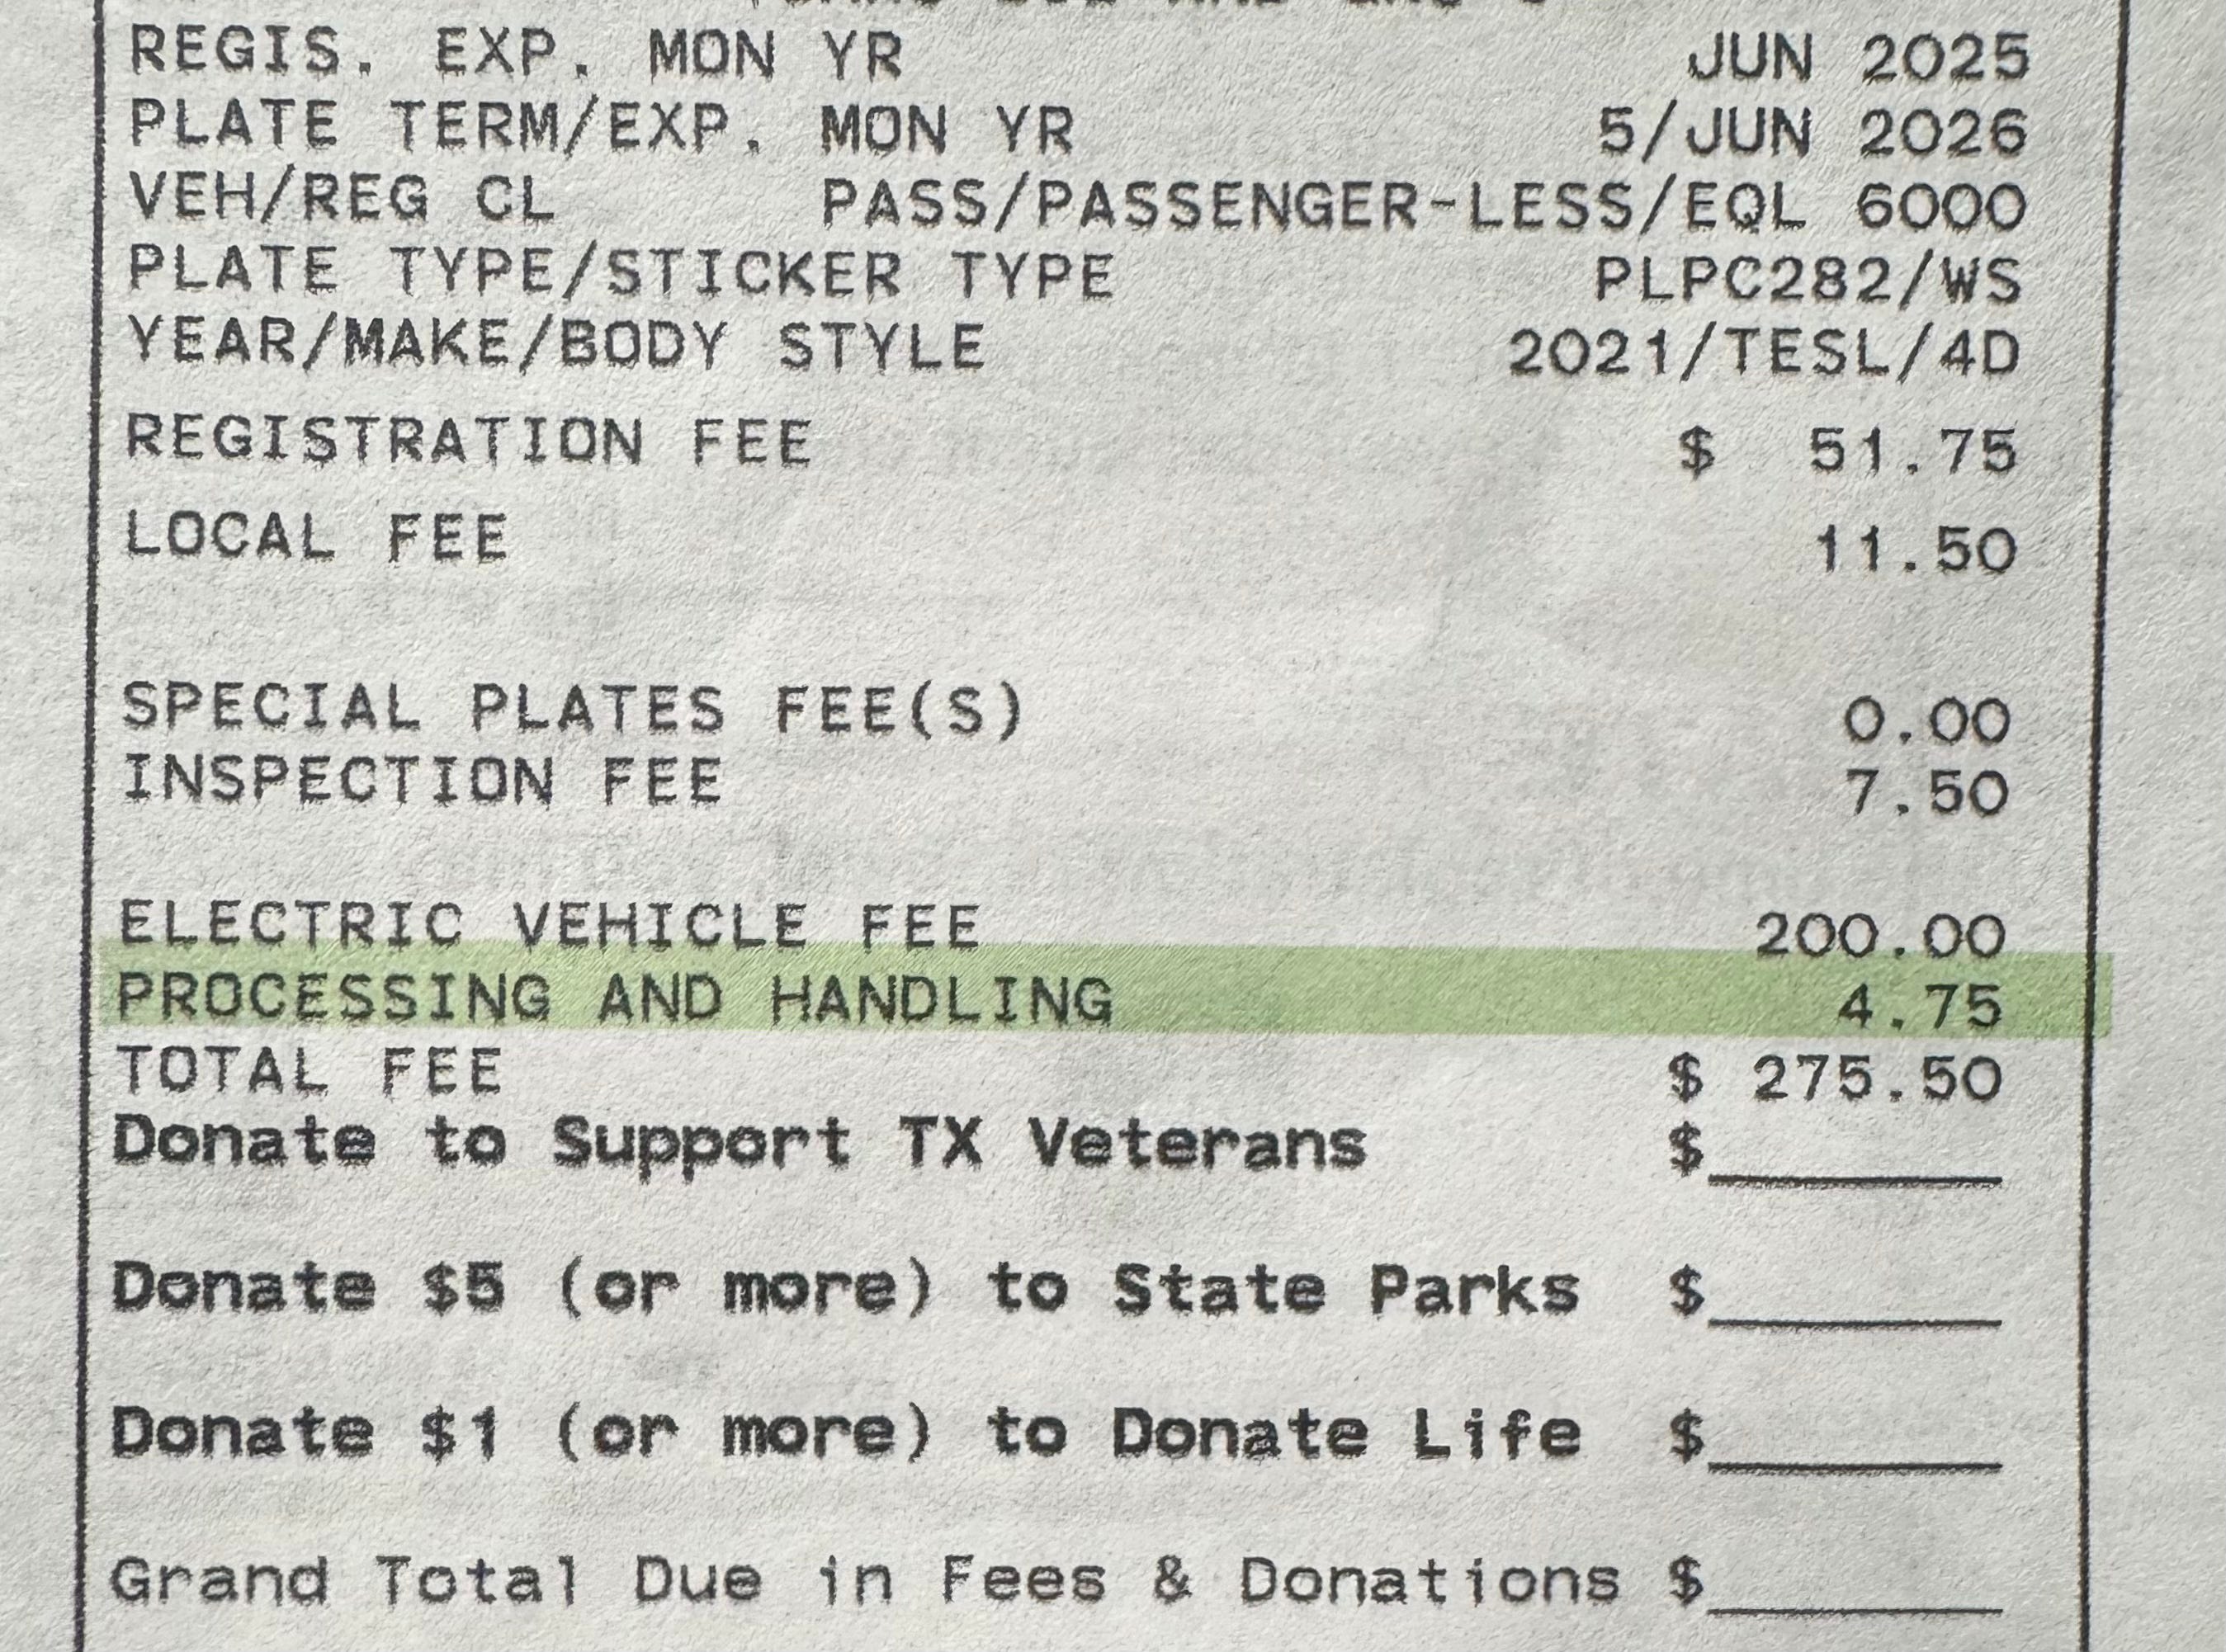 REGIS. EXP. MON YR JUN 2025
PLATE TERM/EXP. MON YR 5/JUN 2026
VEH/REG CL PASS/PASSENGER-LESS/EQL 6000
PLATE TYPE/STICKER TYPE PLPC282/WS
YEAR/MAKE/BODY STYLE 2021/TESL/4D
REGISTRATION FEE $ 51.75
LOCAL FEE 11.50
SPECIAL PLATES FEE(S) 0.00
INSPECTION FEE 7.50
ELECTRIC VEHICLE FEE 200.00
PROCESSING AND HANDLING 4.75
TOTAL FEE $ 275.50
Donate to Support TX Veterans $
Donate $5 (or more) to State Parks $
Donate $1 (or more) to Donate Life $
Grand Total Due in Fees & Donations $